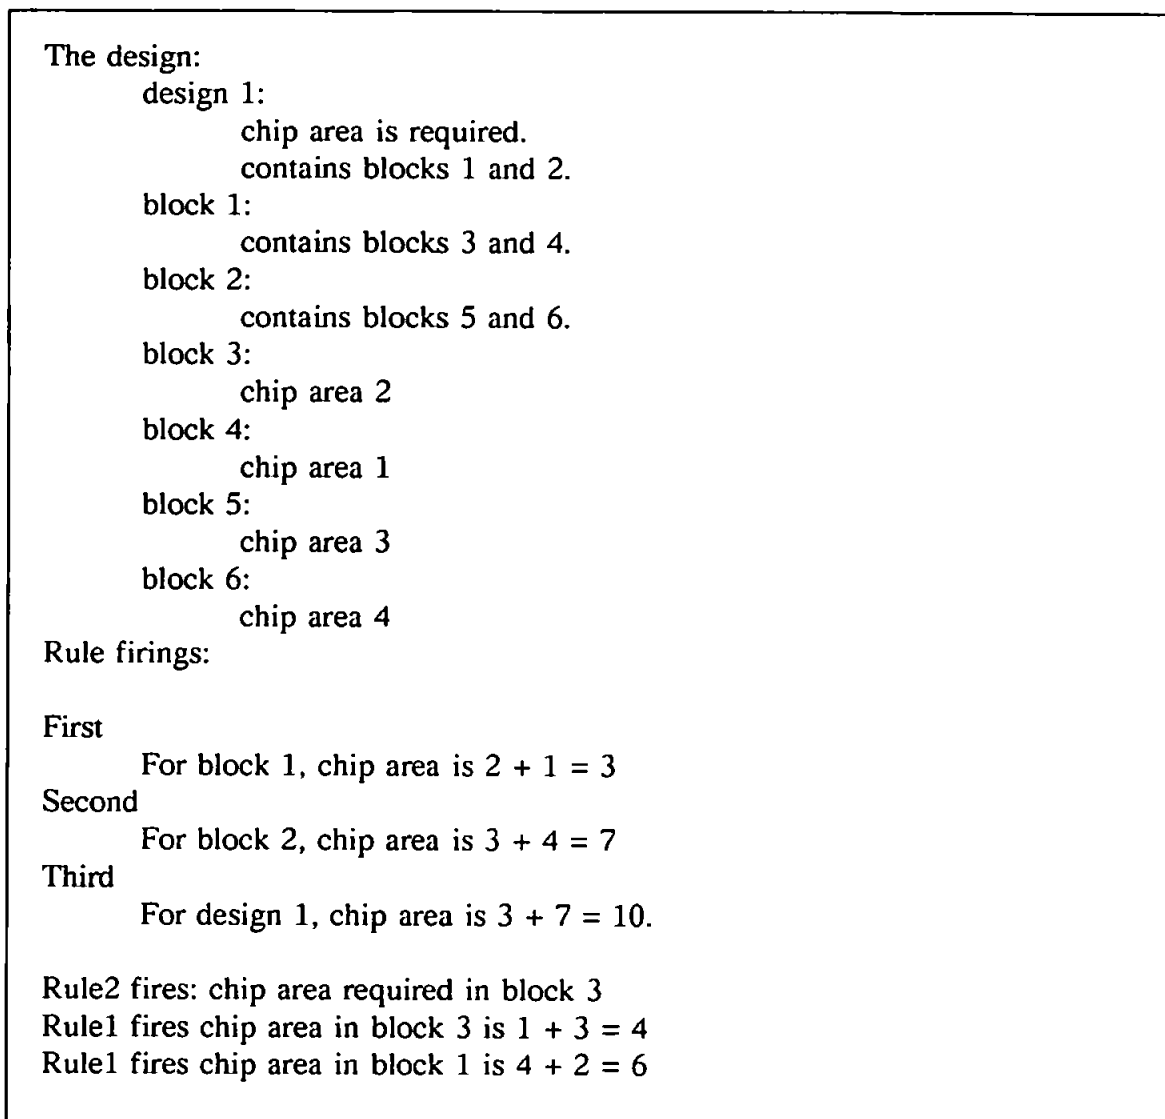 The design:
design 1:
chip area is required.
contains blocks 1 and 2.
block 1:
contains blocks 3 and 4.
block 2:
contains blocks 5 and 6.
block 3:
chip area 2
block 4:
chip area 1
block 5:
chip area 3
block 6:
chip area 4
Rule firings:
First
For block 1, chip area is 2 + 1 = 3
Second
For block 2, chip area is 3 + 4 = 7
Third
For design 1, chip area is 3 + 7 = 10.
Rule2 fires: chip area required in block 3
Rule1 fires chip area in block 3 is 1 + 3 = 4
Rule1 fires chip area in block 1 is 4 + 2 = 6